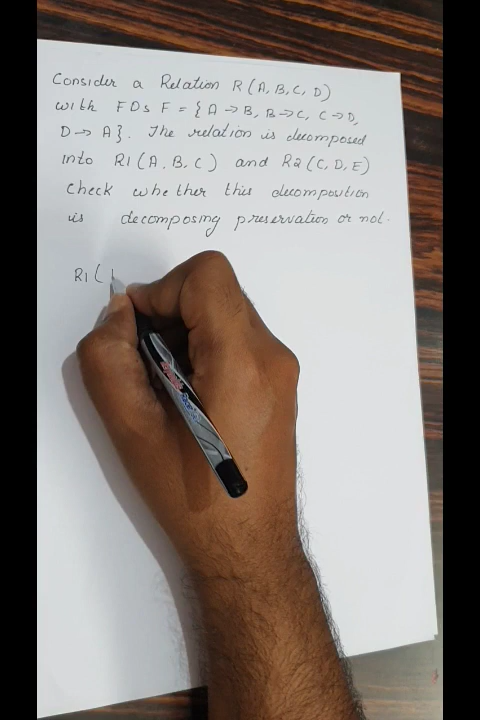 Consider a Relation R(A, B, C, D)
with FDs F = {A → B, B → C, C → D,
D → A}. The relation is decomposed
into R1(A, B, C) and R2(C, D, E)
Check whether this decomposition
is decomposing preservation or not.
R1(